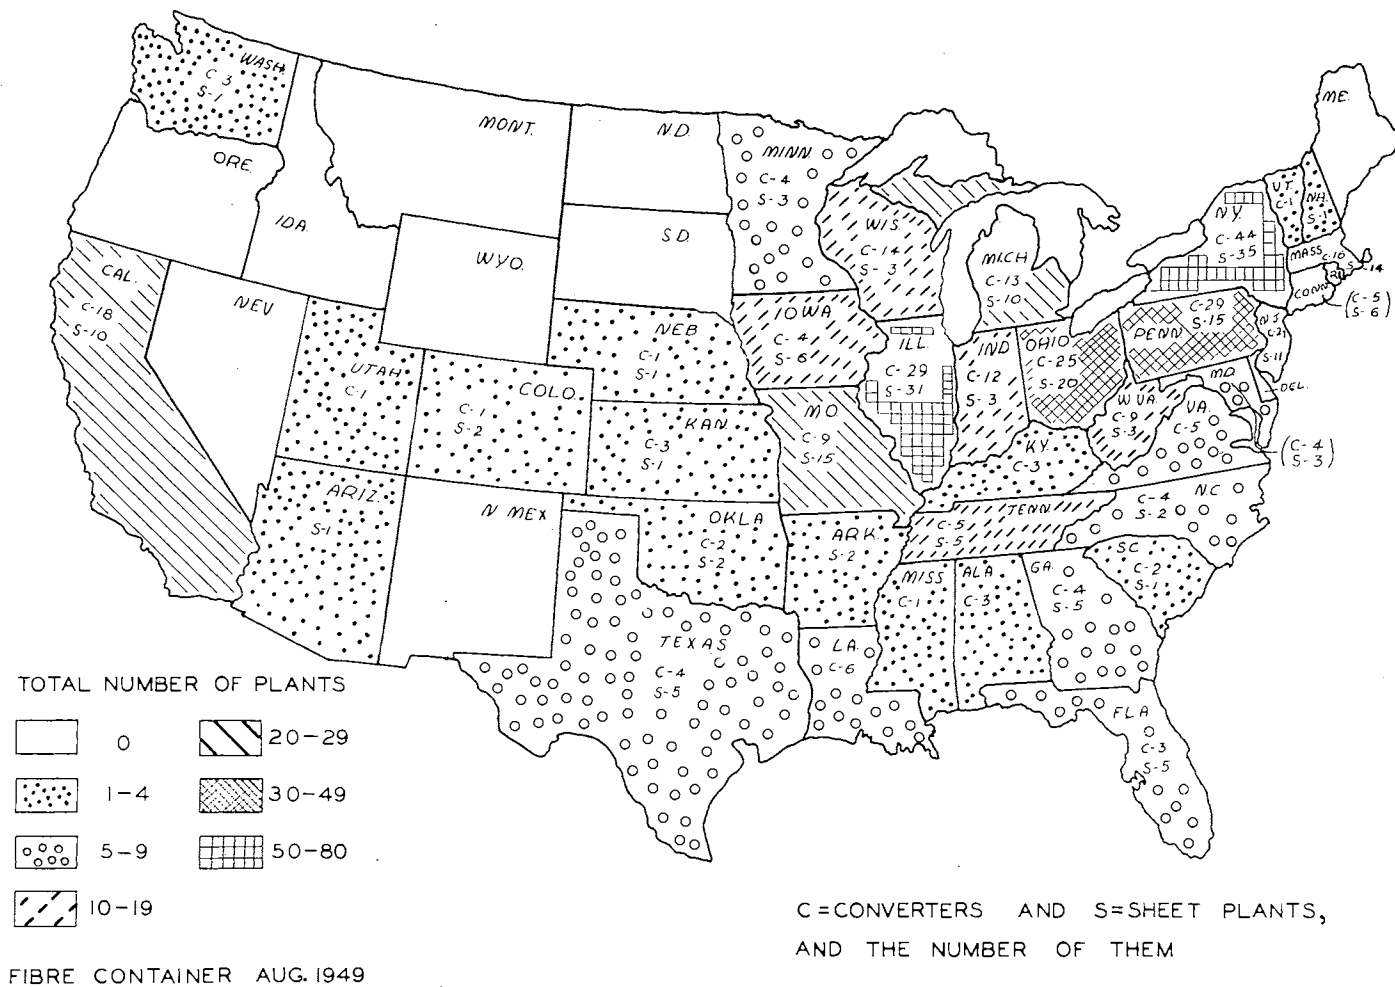 WASH.
C-3
S-1
ORE.
MONT.
IDA.
WYO.
N.D.
S.D.
MINN.
C-4
S-3
WIS.
C-14
S-3
MICH
C-13
S-10
ME.
VT.
C-1
N.H.
S-1
N.Y.
C-44
S-35
MASS C-16
S-14
R.I.
CONN
(C-5
S-6)
CAL.
C-18
S-10
NEV
UTAH
C-1
COLO.
C-1
S-2
NEB
C-1
S-1
IOWA
C-4
S-6
ILL.
C-29
S-31
IND
C-12
S-3
OHIO
C-25
S-20
PENN
C-29
S-15
N.J.
C-21
S-11
MD.
DEL.
(C-4
S-3)
W VA.
C-9
S-3
VA.
C-5
KAN.
C-3
S-1
MO.
C-9
S-15
KY.
C-3
ARIZ.
S-1
N MEX
OKLA
C-2
S-2
ARK.
S-2
TENN
C-5
S-5
N.C
C-4
S-2
S.C
C-2
S-1
MISS
C-1
ALA
C-3
GA.
C-4
S-5
TEXAS
C-4
S-5
LA.
C-6
FLA
C-3
S-5
TOTAL NUMBER OF PLANTS
0
1-4
5-9
10-19
20-29
30-49
50-80
C=CONVERTERS AND S=SHEET PLANTS,
AND THE NUMBER OF THEM
FIBRE CONTAINER AUG. 1949